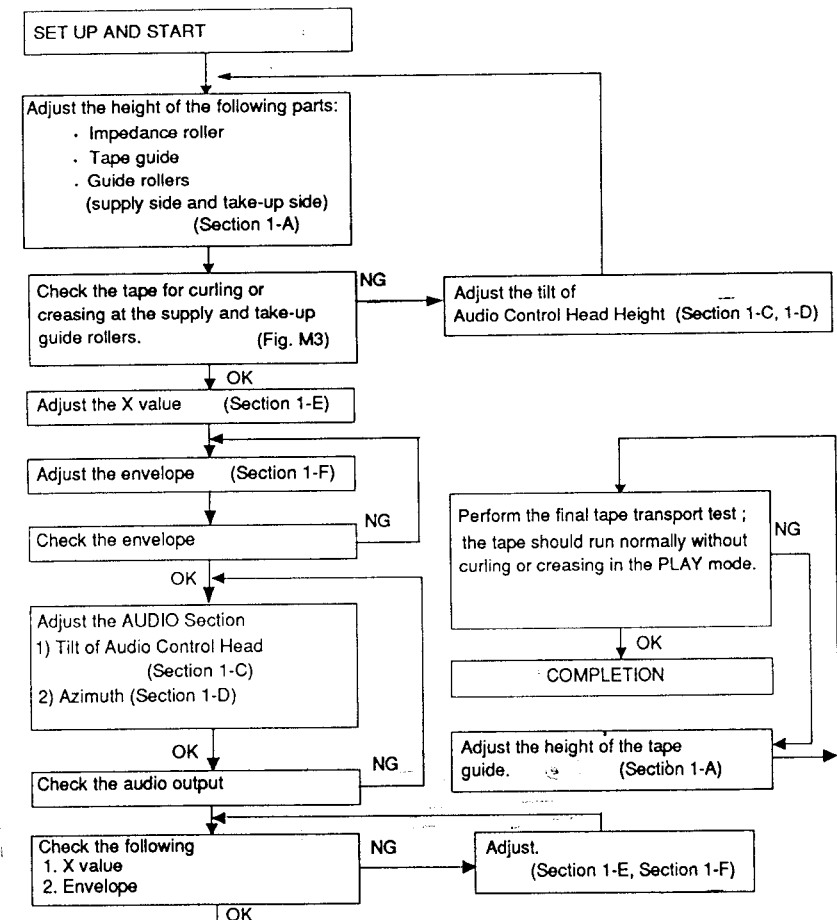 SET UP AND START
Adjust the height of the following parts:
· Impedance roller
· Tape guide
· Guide rollers
(supply side and take-up side)
(Section 1-A)
Check the tape for curling or
creasing at the supply and take-up
guide rollers. (Fig. M3)
NG
Adjust the tilt of
Audio Control Head Height (Section 1-C, 1-D)
OK
Adjust the X value (Section 1-E)
Adjust the envelope (Section 1-F)
NG
Check the envelope
OK
Adjust the AUDIO Section
1) Tilt of Audio Control Head
(Section 1-C)
2) Azimuth (Section 1-D)
OK
NG
Check the audio output
Check the following
1. X value
2. Envelope
NG
Adjust.
(Section 1-E, Section 1-F)
OK
Perform the final tape transport test ;
the tape should run normally without
curling or creasing in the PLAY mode.
NG
OK
COMPLETION
Adjust the height of the tape
guide. (Section 1-A)